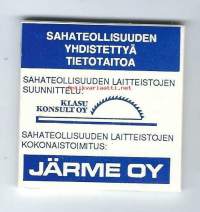 SAHATEOLLISUUDEN
YHDISTETTYÄ
TIETOTAITOA
SAHATEOLLISUUDEN LAITTEISTOJEN
SUUNNITTELU:
KLASU
KONSULT OY
SAHATEOLLISUUDEN LAITTEISTOJEN
KOKONAISTOIMITUS:
JÄRME OY